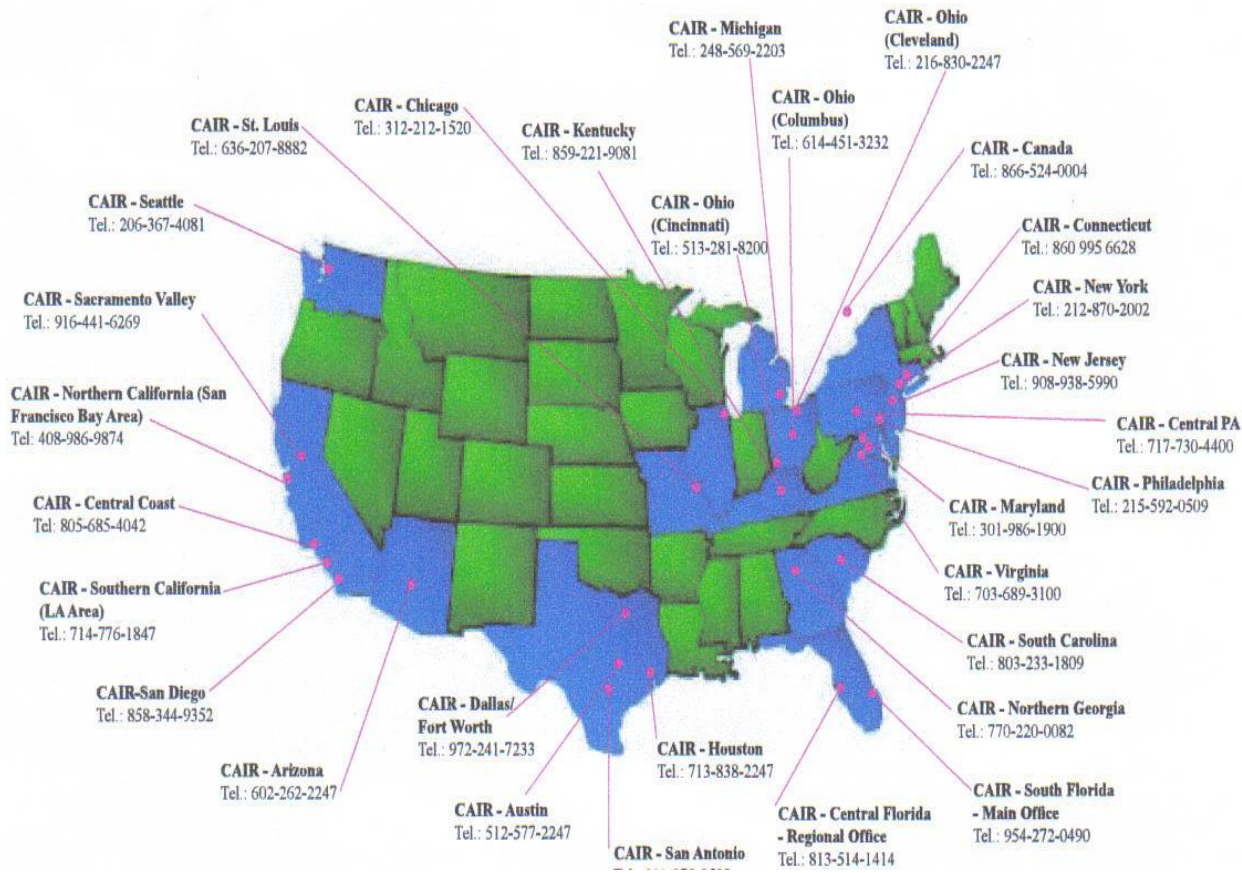 CAIR - Michigan
Tel.: 248-569-2203
CAIR - Ohio
(Cleveland)
Tel.: 216-830-2247
CAIR - Chicago
Tel.: 312-212-1520
CAIR - Ohio
(Columbus)
Tel.: 614-451-3232
CAIR - St. Louis
Tel.: 636-207-8882
CAIR - Kentucky
Tel.: 859-221-9081
CAIR - Canada
Tel.: 866-524-0004
CAIR - Seattle
Tel.: 206-367-4081
CAIR - Ohio
(Cincinnati)
Tel.: 513-281-8200
CAIR - Connecticut
Tel.: 860 995 6628
CAIR - Sacramento Valley
Tel.: 916-441-6269
CAIR - New York
Tel.: 212-870-2002
CAIR - New Jersey
Tel.: 908-938-5990
CAIR - Northern California (San
Francisco Bay Area)
Tel: 408-986-9874
CAIR - Central PA
Tel.: 717-730-4400
CAIR - Philadelphia
Tel.: 215-592-0509
CAIR - Central Coast
Tel: 805-685-4042
CAIR - Maryland
Tel.: 301-986-1900
CAIR - Southern California
(LA Area)
Tel.: 714-776-1847
CAIR - Virginia
Tel.: 703-689-3100
CAIR - South Carolina
Tel.: 803-233-1809
CAIR-San Diego
Tel.: 858-344-9352
CAIR - Dallas/
Fort Worth
Tel.: 972-241-7233
CAIR - Northern Georgia
Tel.: 770-220-0082
CAIR - Houston
Tel.: 713-838-2247
CAIR - Arizona
Tel.: 602-262-2247
CAIR - South Florida
- Main Office
Tel.: 954-272-0490
CAIR - Austin
Tel.: 512-577-2247
CAIR - Central Florida
- Regional Office
Tel.: 813-514-1414
CAIR - San Antonio